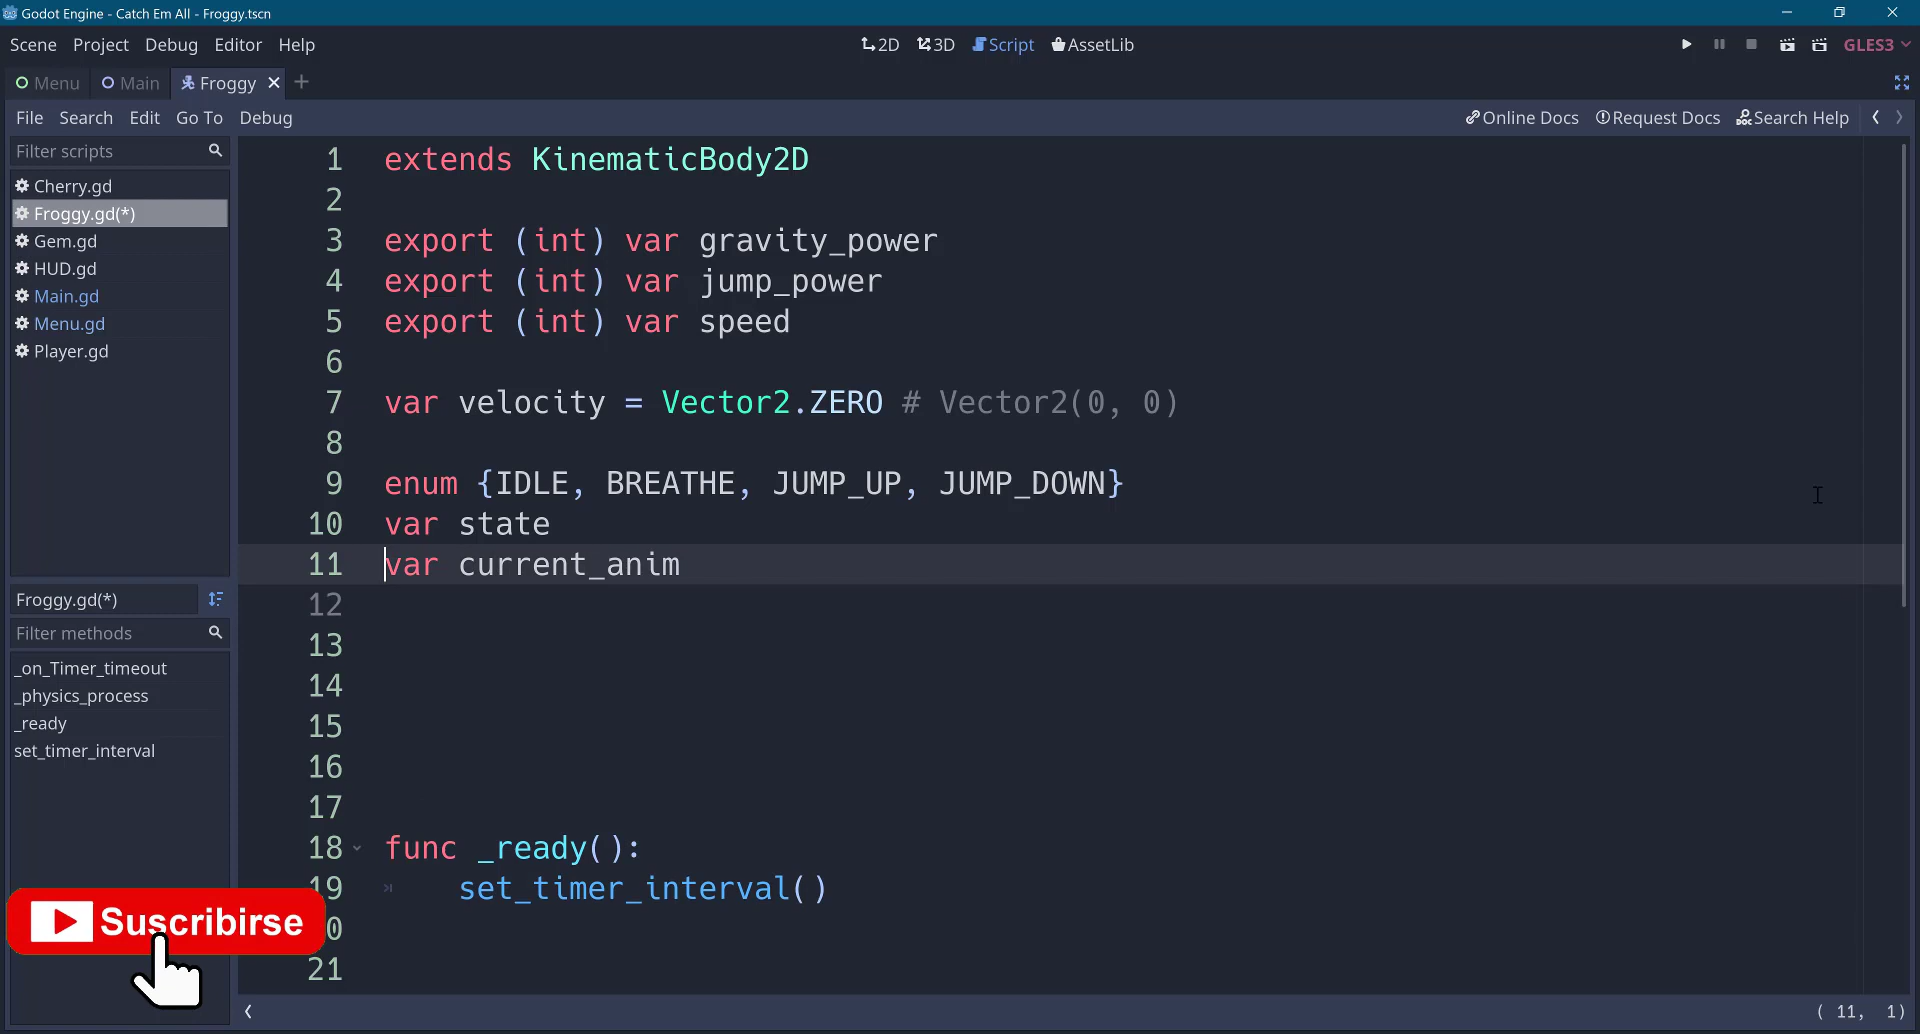 Godot Engine - Catch Em All - Froggy.tscn
Scene Project Debug Editor Help
2D 3D Script AssetLib
GLES3
Menu Main Froggy
File Search Edit Go To Debug
Online Docs Request Docs Search Help
Filter scripts
Cherry.gd
Froggy.gd(*)
Gem.gd
HUD.gd
Main.gd
Menu.gd
Player.gd
Froggy.gd(*)
Filter methods
_on_Timer_timeout
_physics_process
_ready
set_timer_interval
1 extends KinematicBody2D
2
3 export (int) var gravity_power
4 export (int) var jump_power
5 export (int) var speed
6
7 var velocity = Vector2.ZERO # Vector2(0, 0)
8
9 enum {IDLE, BREATHE, JUMP_UP, JUMP_DOWN}
10 var state
11 var current_anim
12
13
14
15
16
17
18 func _ready():
19 set_timer_interval()
0
21
Suscribirse
( 11, 1)